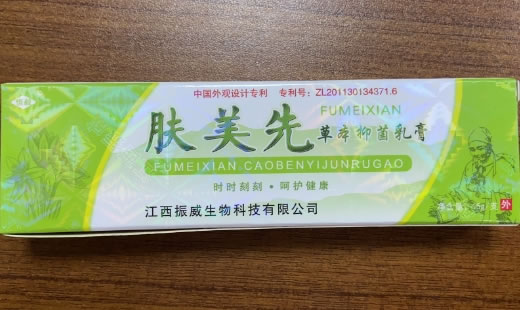 中国外观设计专利 专利号：ZL201130134371.6
肤美先
FUMEIXIAN
草本抑菌乳膏
FUMEIXIAN CAOBENYIJUNRUGAO
时时刻刻·呵护健康
江西振威生物科技有限公司
外